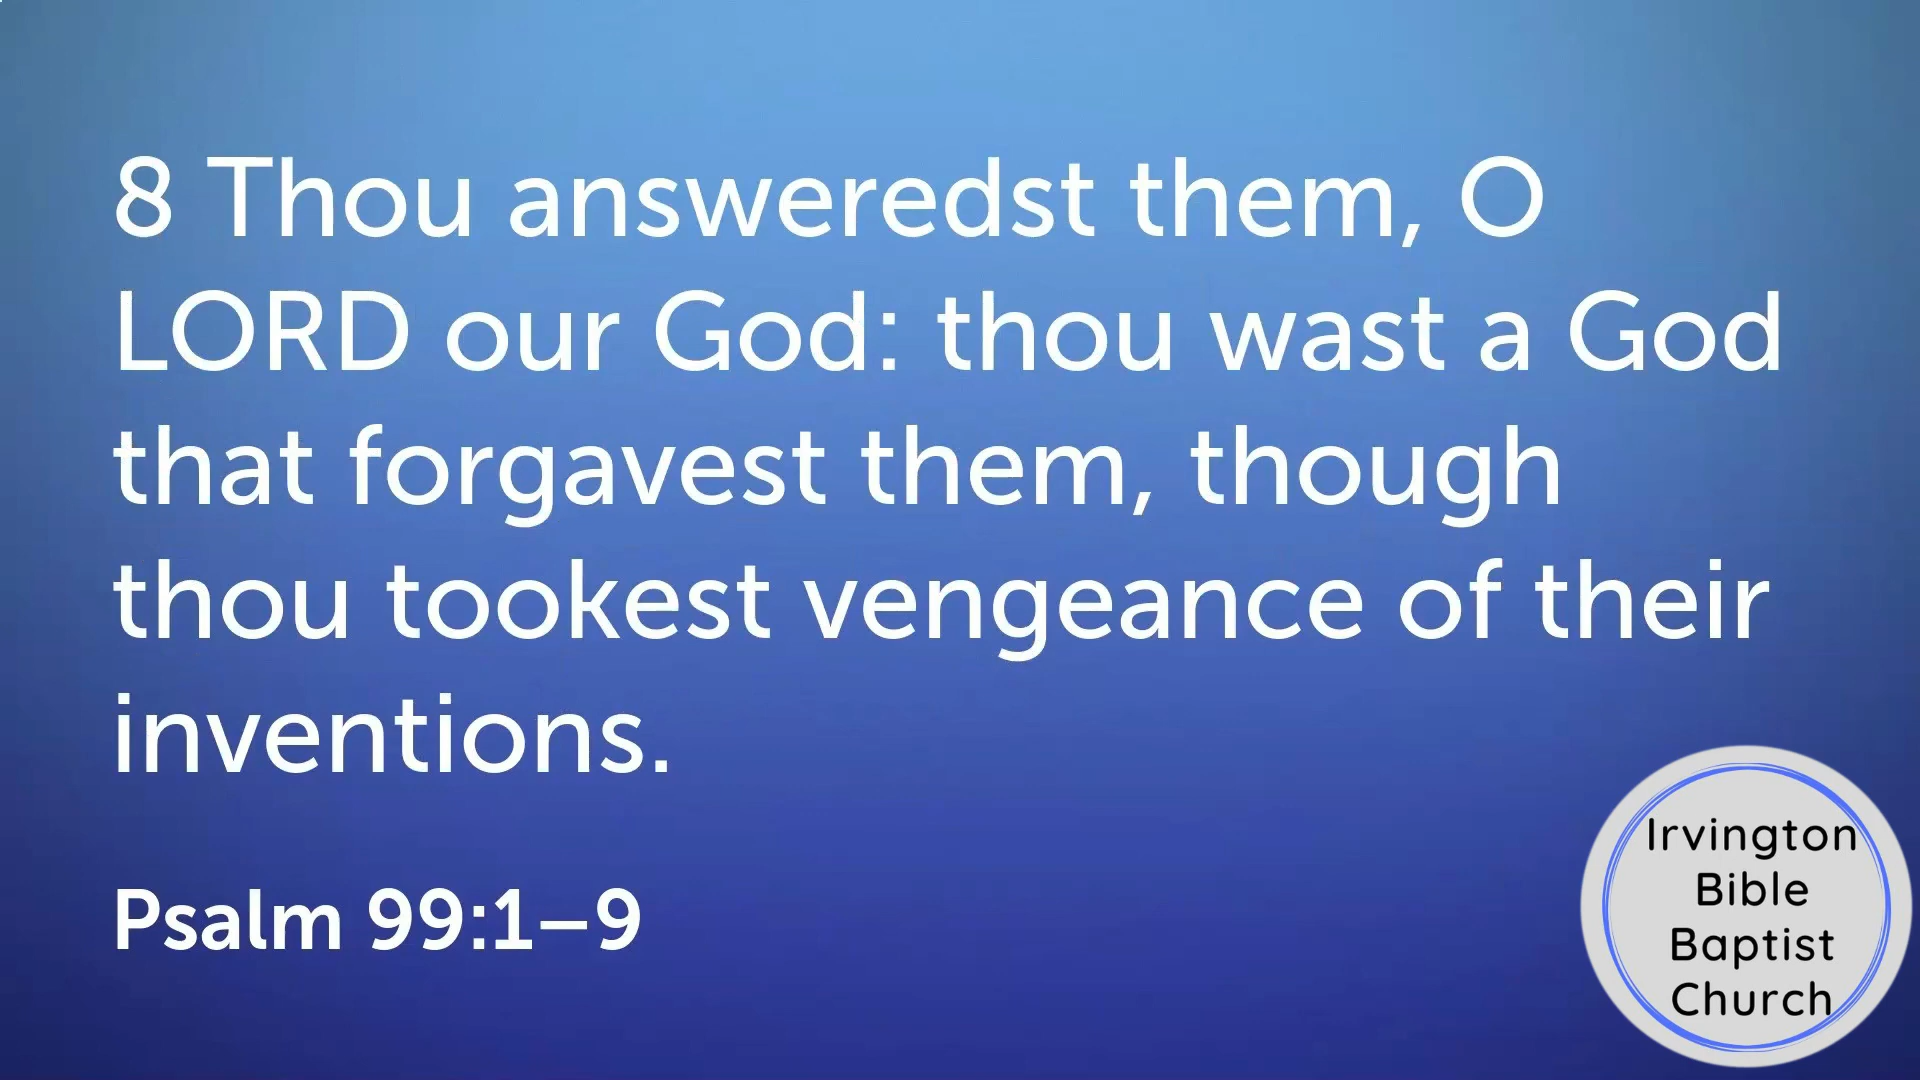 8 Thou answeredst them, O
LORD our God: thou wast a God
that forgavest them, though
thou tookest vengeance of their
inventions.
Psalm 99:1–9
Irvington
Bible
Baptist
Church